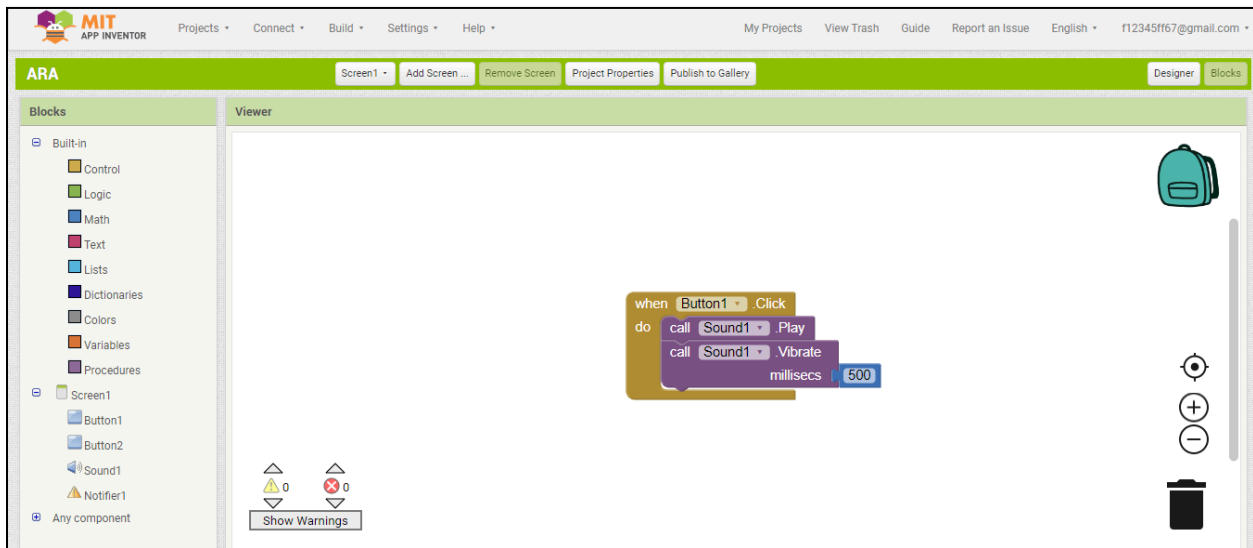 MIT
APP INVENTOR
Projects Connect Build Settings Help My Projects View Trash Guide Report an Issue English f12345ff67@gmail.com
ARA Screen1 Add Screen ... Remove Screen Project Properties Publish to Gallery Designer Blocks
Blocks Viewer
Built-in
Control
Logic
Math
Text
Lists
Dictionaries
Colors
Variables
Procedures
Screen1
Button1
Button2
Sound1
Notifier1
Any component
when Button1 .Click
do call Sound1 .Play
call Sound1 .Vibrate
millisecs 500
0 0
Show Warnings